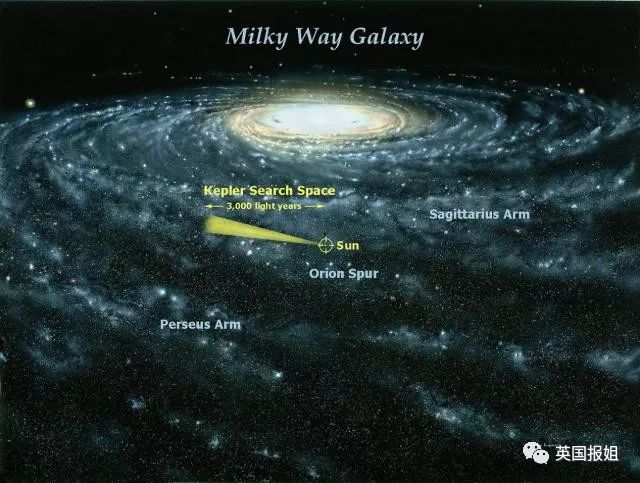 Milky Way Galaxy
Kepler Search Space
3,000 light years
Sagittarius Arm
Sun
Orion Spur
Perseus Arm
英国报姐